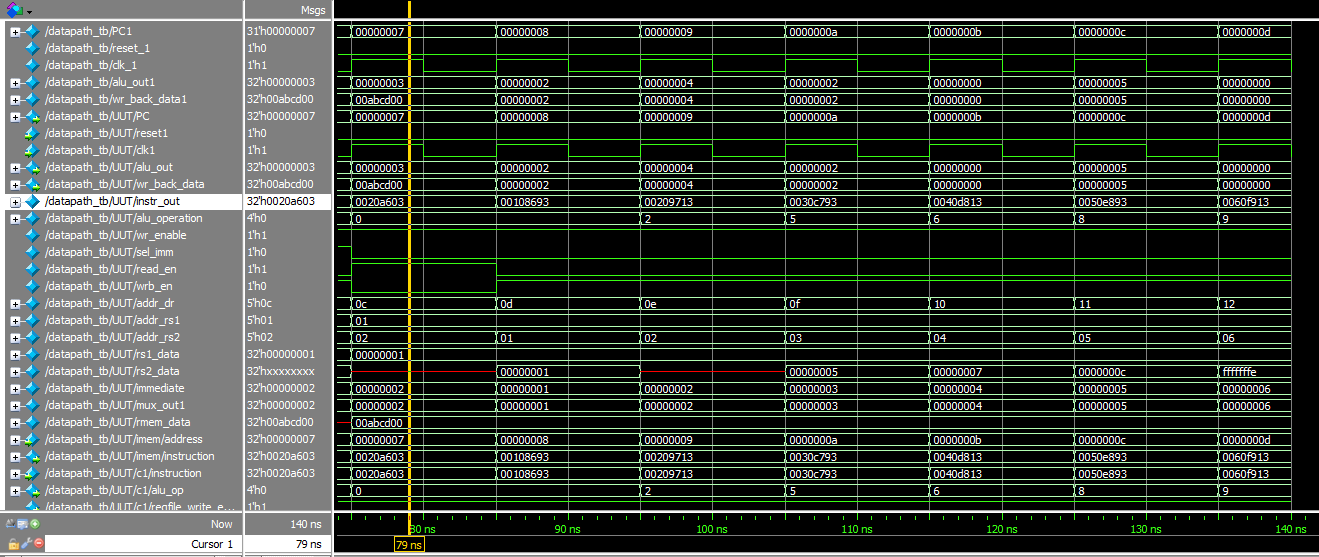 Msgs
/datapath_tb/PC1 31'h00000007 00000007 00000008 00000009 0000000a 0000000b 0000000c 0000000d
/datapath_tb/reset_1 1'h0
/datapath_tb/clk_1 1'h1
/datapath_tb/alu_out1 32'h00000003 00000003 00000002 00000004 00000002 00000000 00000005 00000000
/datapath_tb/wr_back_data1 32'h00abcd00 00abcd00 00000002 00000004 00000002 00000000 00000005 00000000
/datapath_tb/UUT/PC 32'h00000007 00000007 00000008 00000009 0000000a 0000000b 0000000c 0000000d
/datapath_tb/UUT/reset1 1'h0
/datapath_tb/UUT/clk1 1'h1
/datapath_tb/UUT/alu_out 32'h00000003 00000003 00000002 00000004 00000002 00000000 00000005 00000000
/datapath_tb/UUT/wr_back_data 32'h00abcd00 00abcd00 00000002 00000004 00000002 00000000 00000005 00000000
/datapath_tb/UUT/instr_out 32'h0020a603 0020a603 00108693 00209713 0030c793 0040d813 0050e893 0060f913
/datapath_tb/UUT/alu_operation 4'h0 0 2 5 6 8 9
/datapath_tb/UUT/wr_enable 1'h1
/datapath_tb/UUT/sel_imm 1'h0
/datapath_tb/UUT/read_en 1'h1
/datapath_tb/UUT/wrb_en 1'h0
/datapath_tb/UUT/addr_dr 5'h0c 0c 0d 0e 0f 10 11 12
/datapath_tb/UUT/addr_rs1 5'h01 01
/datapath_tb/UUT/addr_rs2 5'h02 02 01 02 03 04 05 06
/datapath_tb/UUT/rs1_data 32'h00000001 00000001
/datapath_tb/UUT/rs2_data 32'hxxxxxxxx 00000001 00000005 00000007 0000000c fffffffe
/datapath_tb/UUT/immediate 32'h00000002 00000002 00000001 00000002 00000003 00000004 00000005 00000006
/datapath_tb/UUT/mux_out1 32'h00000002 00000002 00000001 00000002 00000003 00000004 00000005 00000006
/datapath_tb/UUT/rmem_data 32'h00abcd00 00abcd00
/datapath_tb/UUT/imem/address 32'h00000007 00000007 00000008 00000009 0000000a 0000000b 0000000c 0000000d
/datapath_tb/UUT/imem/instruction 32'h0020a603 0020a603 00108693 00209713 0030c793 0040d813 0050e893 0060f913
/datapath_tb/UUT/c1/instruction 32'h0020a603 0020a603 00108693 00209713 0030c793 0040d813 0050e893 0060f913
/datapath_tb/UUT/c1/alu_op 4'h0 0 2 5 6 8 9
/datapath_tb/UUT/c1/regfile_write_e... 1'h1
Now 140 ns 80 ns 90 ns 100 ns 110 ns 120 ns 130 ns 140 ns
Cursor 1 79 ns 79 ns